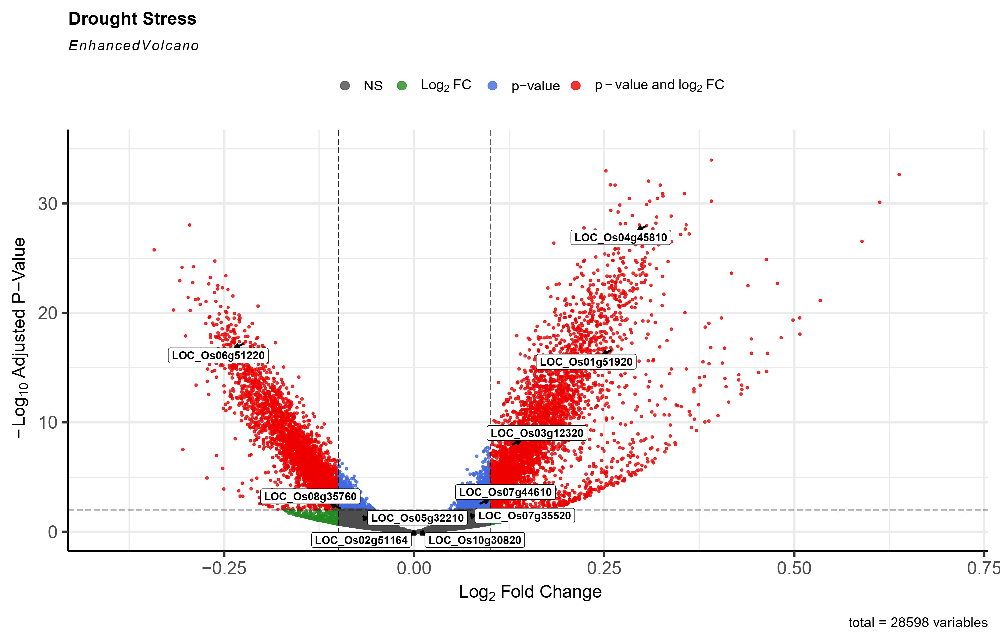 Drought Stress
EnhancedVolcano
NS Log2 FC p−value p − value and log2 FC
−Log10 Adjusted P−Value
30
20
10
0
LOC_Os04g45810
LOC_Os06g51220
LOC_Os01g51920
LOC_Os03g12320
LOC_Os07g44610
LOC_Os08g35760
LOC_Os07g35520
LOC_Os05g32210
LOC_Os02g51164
LOC_Os10g30820
−0.25 0.00 0.25 0.50 0.75
Log2 Fold Change
total = 28598 variables